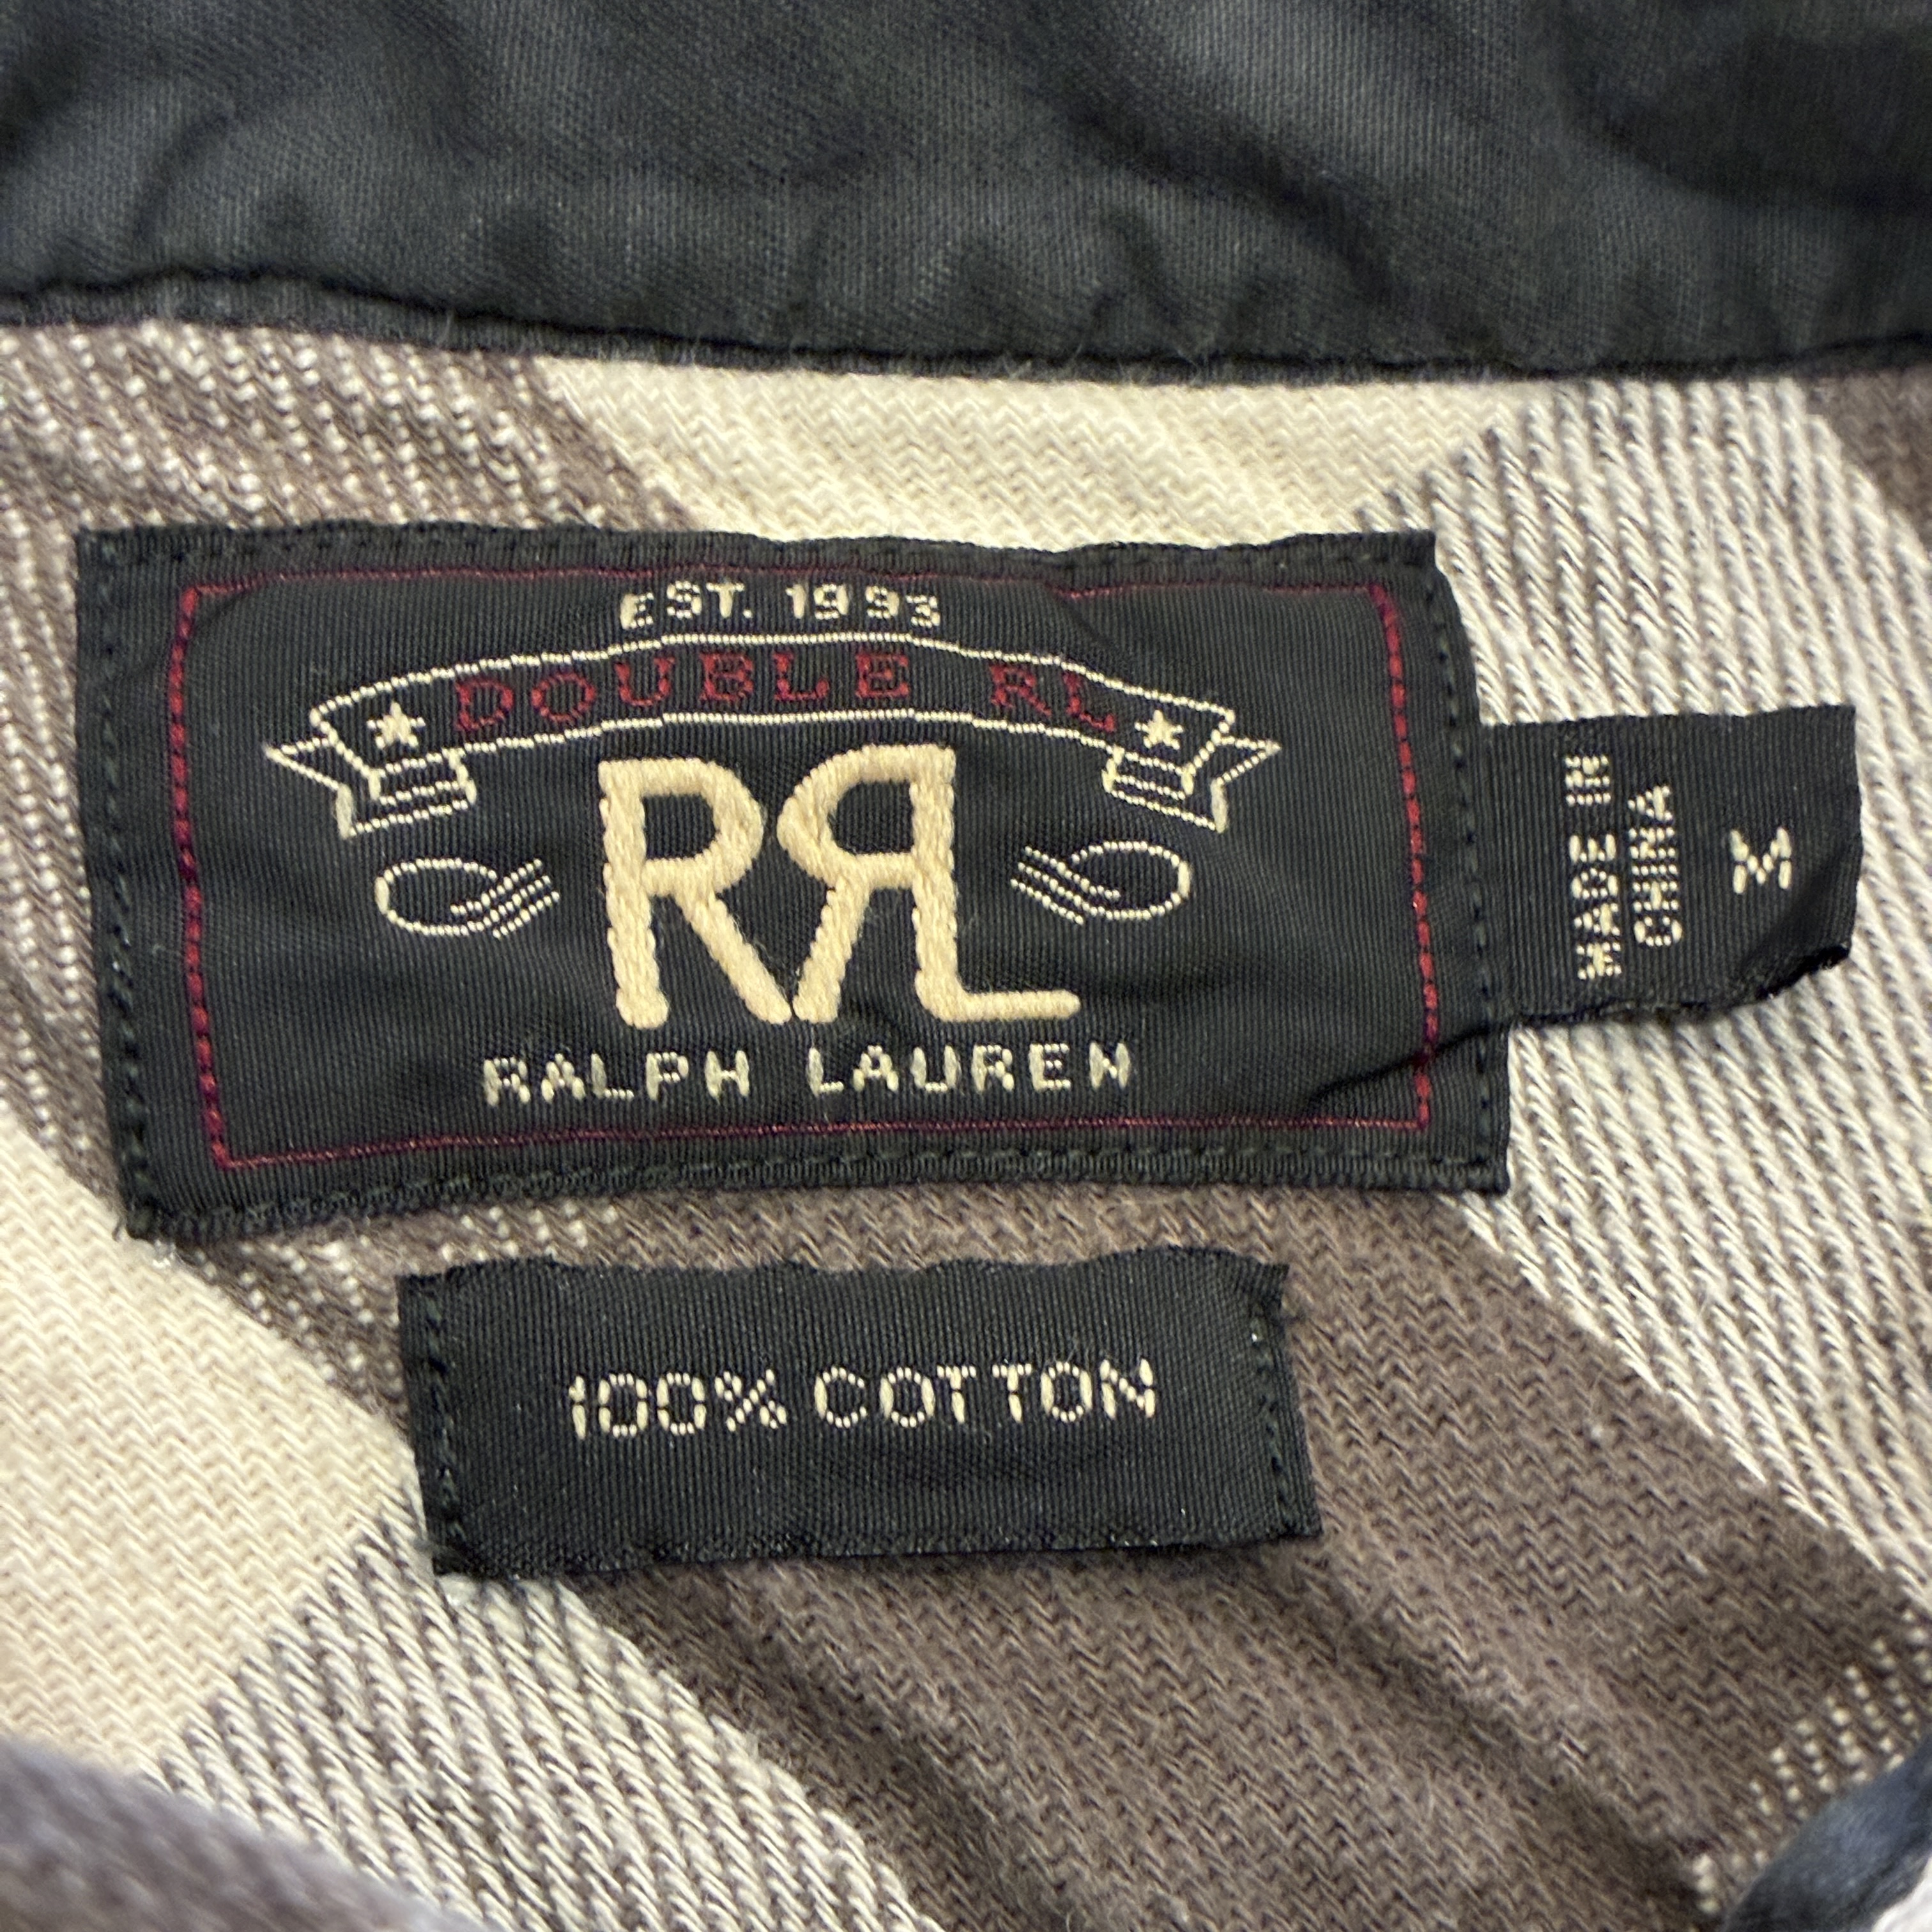 EST. 1993
DOUBLE RL
RRL
RALPH LAUREN
MADE IN
CHINA
M
100% COTTON